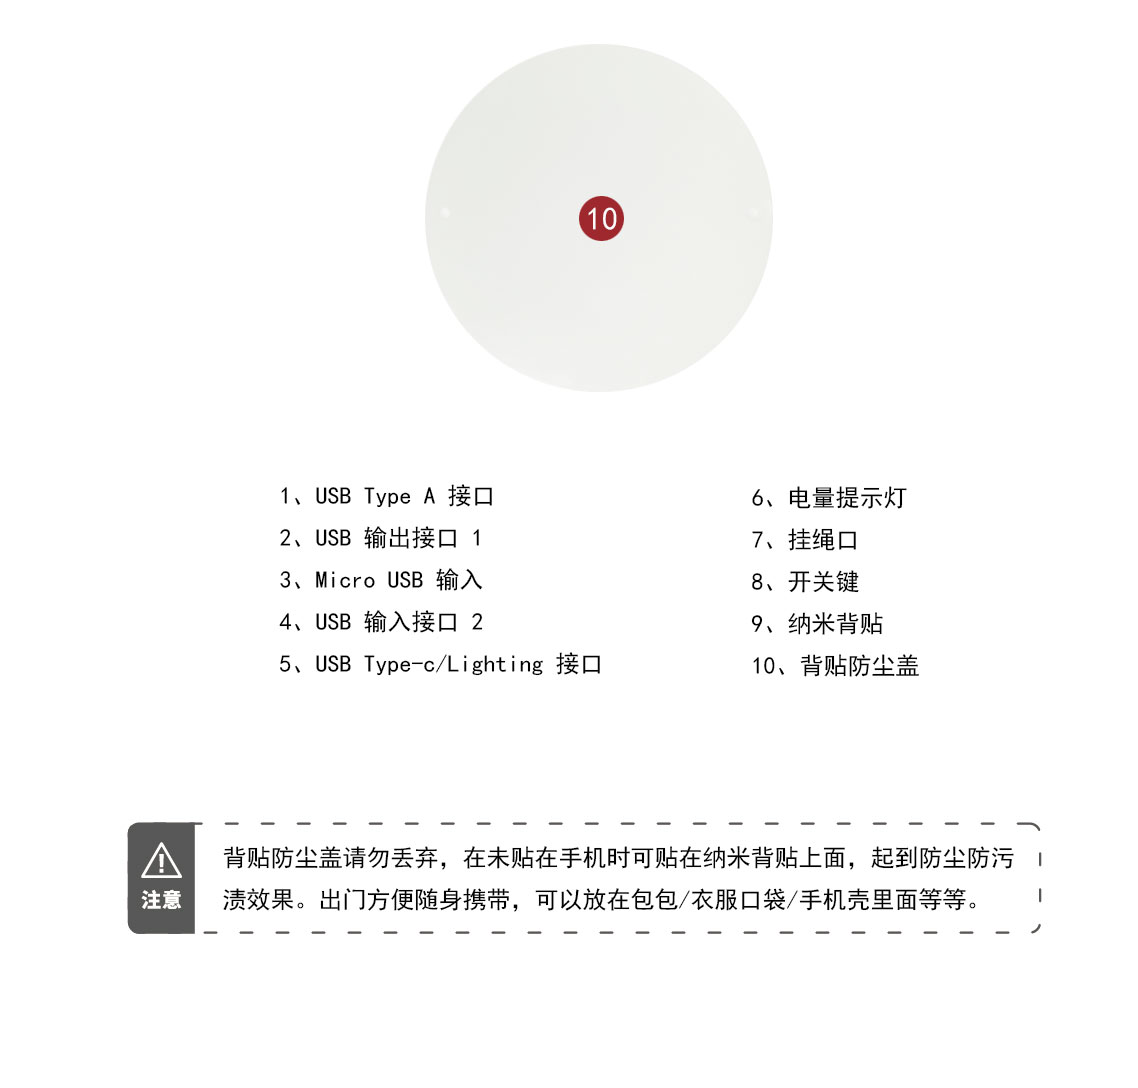 10
1、USB Type A 接口
2、USB 输出接口 1
3、Micro USB 输入
4、USB 输入接口 2
5、USB Type-c/Lighting 接口
6、电量提示灯
7、挂绳口
8、开关键
9、纳米背贴
10、背贴防尘盖
注意
背贴防尘盖请勿丢弃，在未贴在手机时可贴在纳米背贴上面，起到防尘防污
渍效果。出门方便随身携带，可以放在包包/衣服口袋/手机壳里面等等。